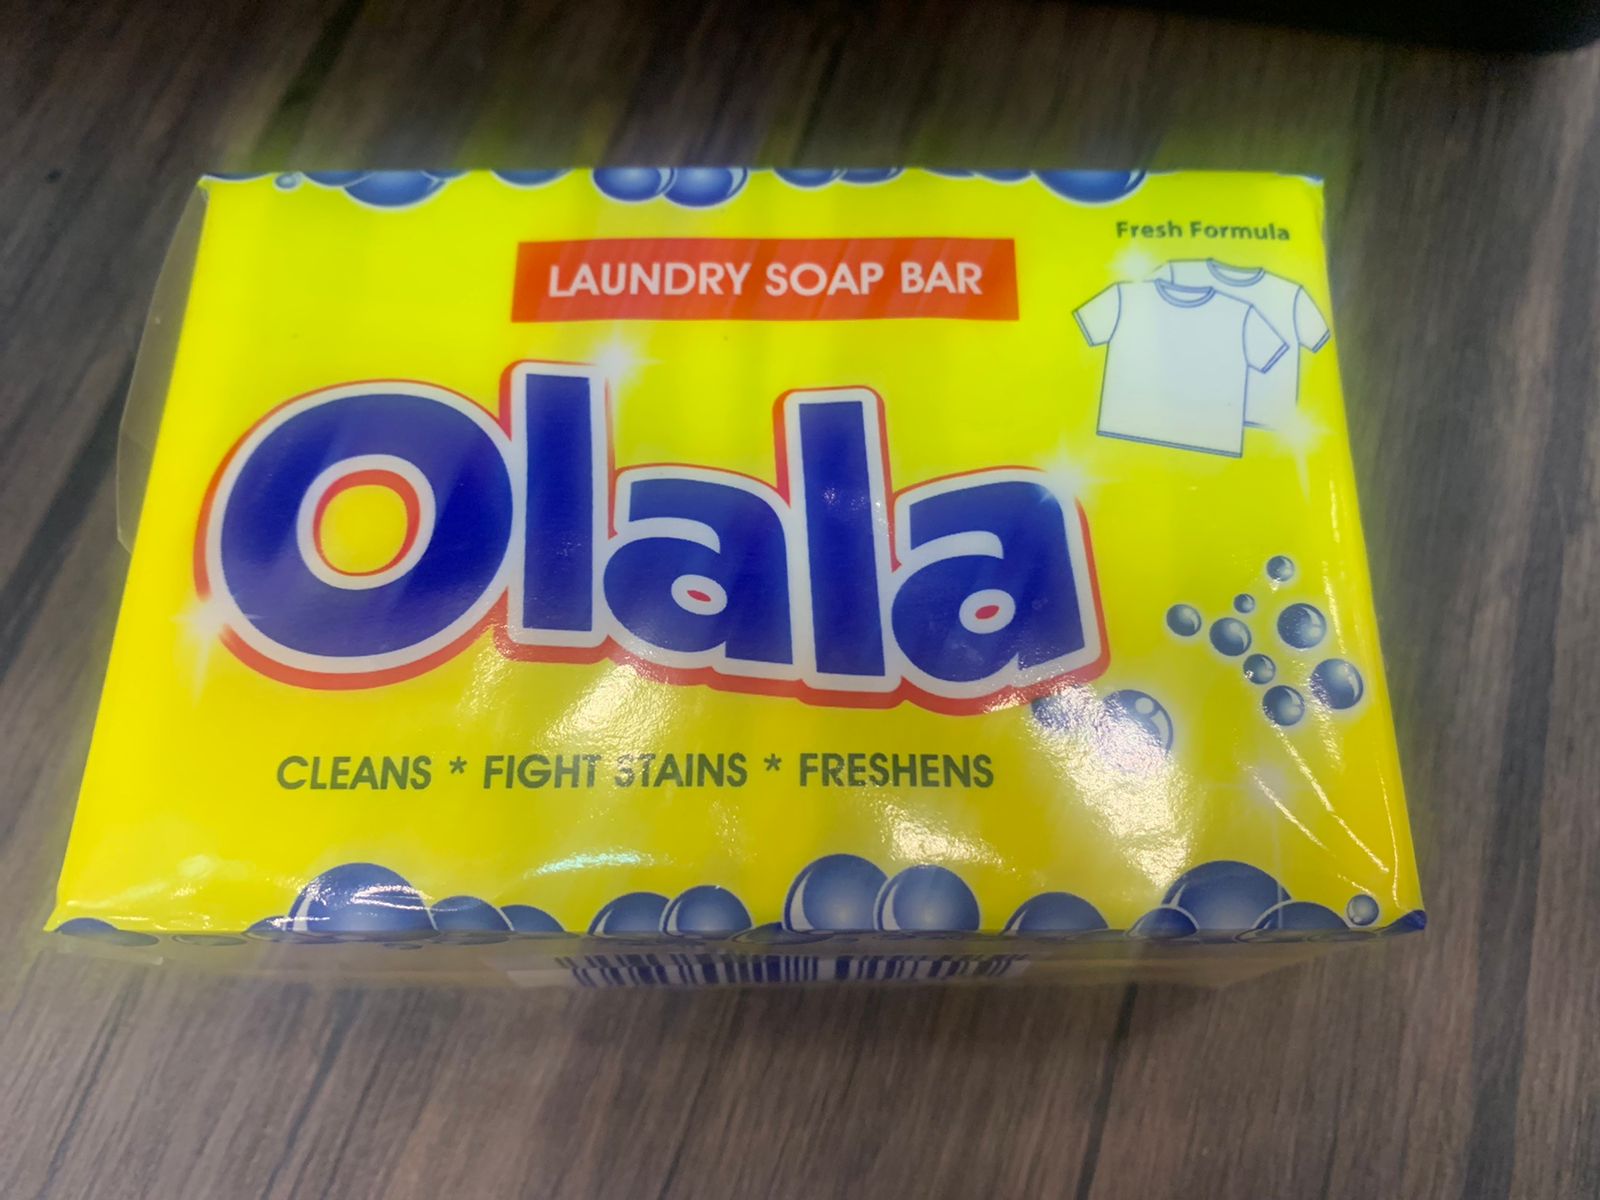 LAUNDRY SOAP BAR
Fresh Formula
Olala
CLEANS * FIGHT STAINS * FRESHENS